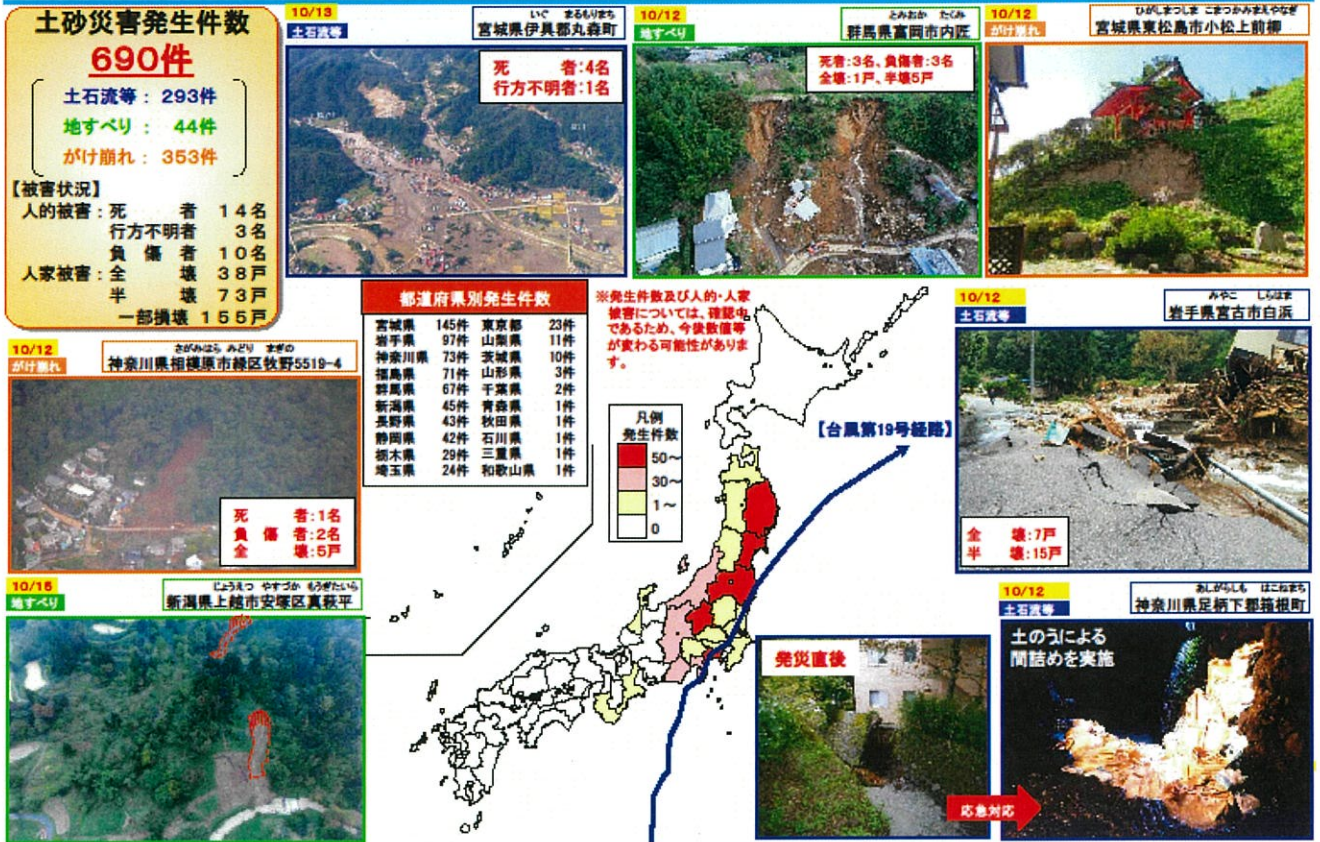 土砂災害発生件数
690件
土石流等： 293件
地すべり： 44件
がけ崩れ： 353件
【被害状況】
人的被害：死者 14名
行方不明者 3名
負傷者 10名
人家被害：全壊 38戸
半壊 73戸
一部損壊 155戸
10/13
土石流等
いぐ まるもりまち
宮城県伊具郡丸森町
死者：4名
行方不明者：1名
10/12
地すべり
とみおか たくみ
群馬県富岡市内匠
死者：3名、負傷者：3名
全壊：1戸、半壊5戸
10/12
がけ崩れ
ひがしまつしま こまつかみまえやなぎ
宮城県東松島市小松上前柳
10/12
がけ崩れ
さがみはら みどり まぎの
神奈川県相模原市緑区牧野5519-4
死者：1名
負傷者：2名
全壊：5戸
都道府県別発生件数
宮城県 145件 東京都 23件
岩手県 97件 山梨県 11件
神奈川県 73件 茨城県 10件
福島県 71件 山形県 3件
群馬県 67件 千葉県 2件
新潟県 45件 青森県 1件
長野県 43件 秋田県 1件
静岡県 42件 石川県 1件
栃木県 29件 三重県 1件
埼玉県 24件 和歌山県 1件
※発生件数及び人的・人家
被害については、確認中
であるため、今後数値等
が変わる可能性がありま
す。
凡例
発生件数
50～
30～
1～
0
【台風第19号経路】
10/12
土石流等
みやこ しらはま
岩手県宮古市白浜
全壊：7戸
半壊：15戸
10/15
地すべり
じょうえつ やすづか もうぎたいら
新潟県上越市安塚区真萩平
発災直後
応急対応
10/12
土石流等
あしがらしも はこねまち
神奈川県足柄下郡箱根町
土のうによる
間詰めを実施